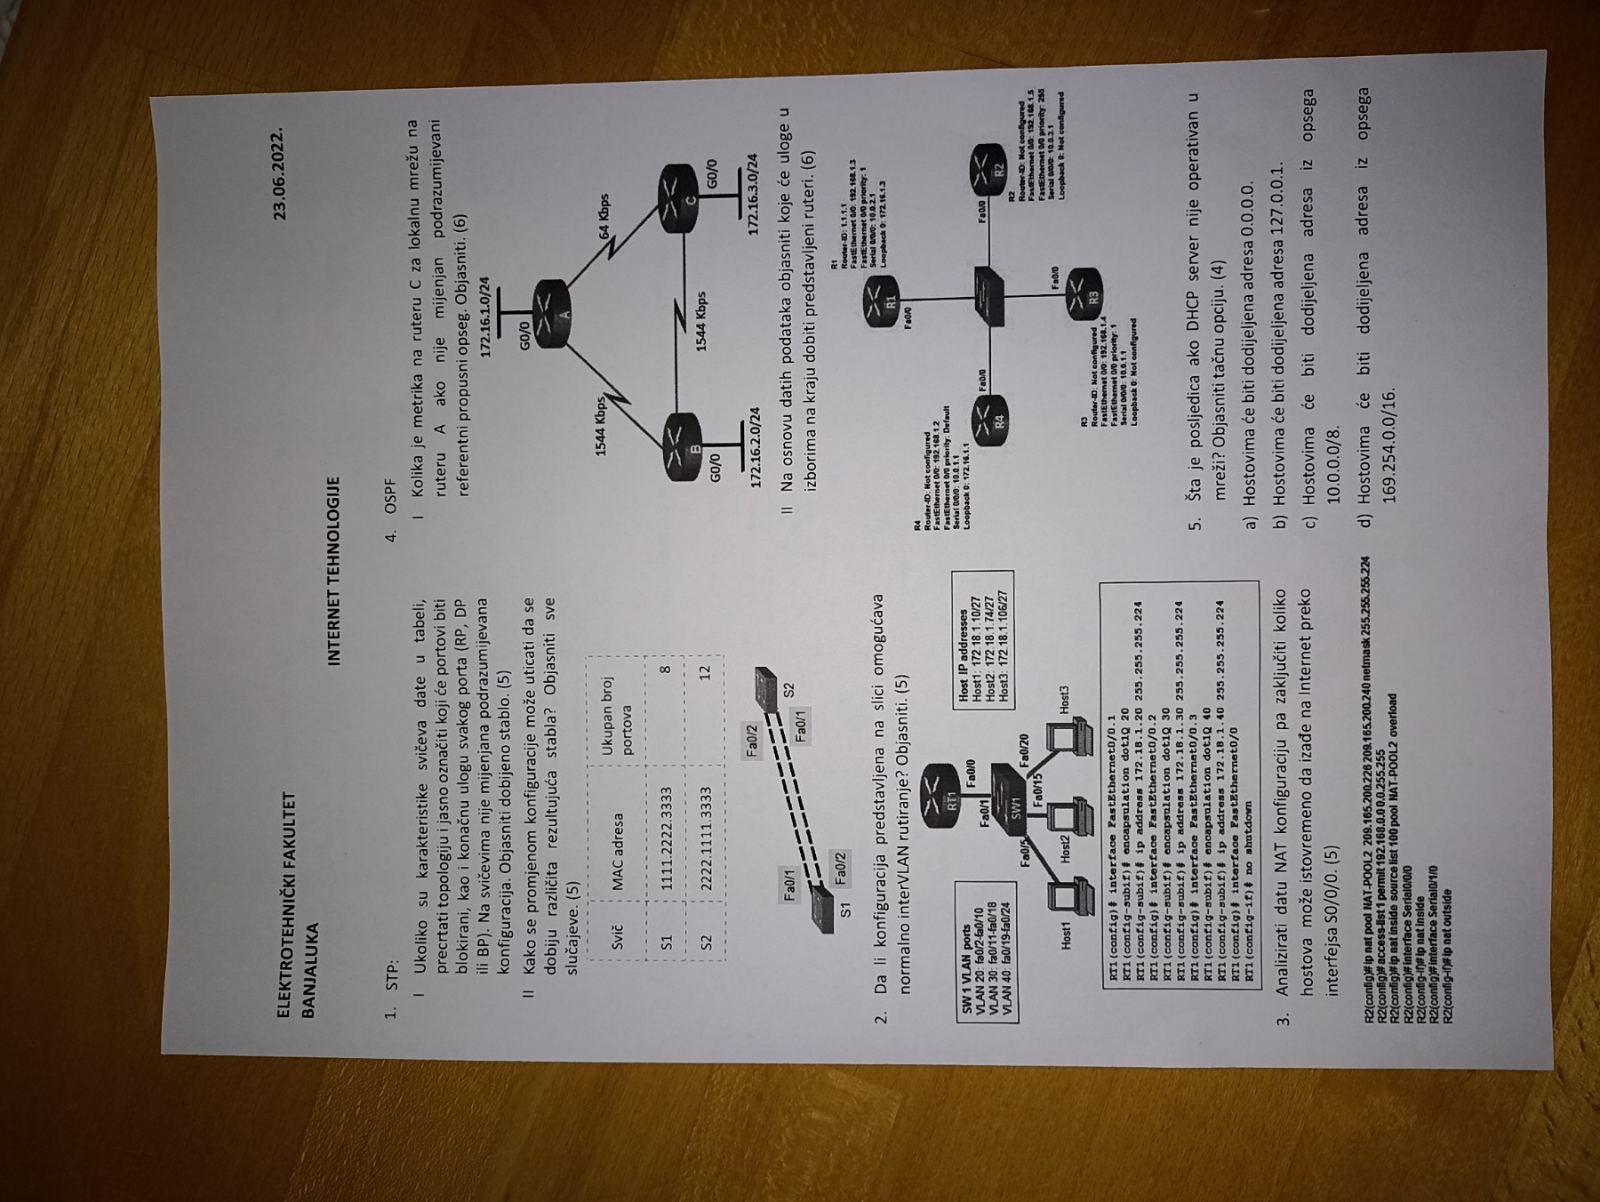 ELEKTROTEHNIČKI FAKULTET
BANJALUKA
23.06.2022.
INTERNET TEHNOLOGIJE
1. STP:
I Ukoliko su karakteristike svičeva date u tabeli,
precrtati topologiju i jasno označiti koji će portovi biti
blokirani, kao i konačnu ulogu svakog porta (RP, DP
ili BP). Na svičevima nije mijenjana podrazumijevana
konfiguracija. Objasniti dobijeno stablo. (5)
II Kako se promjenom konfiguracije može uticati da se
dobiju različita rezultujuća stabla? Objasniti sve
slučajeve. (5)
Svič MAC adresa Ukupan broj
portova
S1 1111.2222.3333 8
S2 2222.1111.3333 12
Fa0/2
Fa0/1
S2
Fa0/1
S1 Fa0/2
2. Da li konfiguracija predstavljena na slici omogućava
normalno interVLAN rutiranje? Objasniti. (5)
RT1
SW 1 VLAN ports
VLAN 20: fa0/2-fa0/10
VLAN 30: fa0/11-fa0/18
VLAN 40: fa0/19-fa0/24
Fa0/0
Fa0/1
Host IP addresses
Host1: 172.18.1.10/27
Host2: 172.18.1.74/27
Host3: 172.18.1.106/27
SW1
Fa0/5
Fa0/20
Fa0/15
Host1
Host2
Host3
RT1(config)# interface FastEthernet0/0.1
RT1(config-subif)# encapsulation dot1Q 20
RT1(config-subif)# ip address 172.18.1.20 255.255.255.224
RT1(config)# interface FastEthernet0/0.2
RT1(config-subif)# encapsulation dot1Q 30
RT1(config-subif)# ip address 172.18.1.30 255.255.255.224
RT1(config)# interface FastEthernet0/0.3
RT1(config-subif)# encapsulation dot1Q 40
RT1(config-subif)# ip address 172.18.1.40 255.255.255.224
RT1(config)# interface FastEthernet0/0
RT1(config-if)# no shutdown
3. Analizirati datu NAT konfiguraciju pa zaključiti koliko
hostova može istovremeno da izađe na Internet preko
interfejsa S0/0/0. (5)
R2(config)#ip nat pool NAT-POOL2 209.165.200.226 209.165.200.240 netmask 255.255.255.224
R2(config)#access-list 1 permit 192.168.0.0 0.0.255.255
R2(config)#ip nat inside source list 100 pool NAT-POOL2 overload
R2(config)#interface Serial0/0/0
R2(config-if)#ip nat inside
R2(config)#interface Serial0/1/0
R2(config-if)#ip nat outside
4. OSPF
I Kolika je metrika na ruteru C za lokalnu mrežu na
ruteru A ako nije mijenjan podrazumijevani
referentni propusni opseg. Objasniti. (6)
172.16.1.0/24
G0/0
A
1544 Kbps
64 Kbps
B
C
1544 Kbps
G0/0
G0/0
172.16.2.0/24
172.16.3.0/24
II Na osnovu datih podataka objasniti koje će uloge u
izborima na kraju dobiti predstavljeni ruteri. (6)
R1
Router-ID: 1.1.1.1
FastEthernet 0/0: 192.168.1.3
FastEthernet 0/0 priority: 1
Serial 0/0/0: 10.0.2.1
Loopback 0: 172.16.1.3
R1
Fa0/0
R4
Router-ID: Not configured
FastEthernet 0/0: 192.168.1.2
FastEthernet 0/0 priority: Default
Serial 0/0/0: 10.0.1.1
Loopback 0: 172.16.1.1
R4
Fa0/0
Fa0/0
R2
R2
Router-ID: Not configured
FastEthernet 0/0: 192.168.1.5
FastEthernet 0/0 priority: 255
Serial 0/0/0: 10.0.3.1
Loopback 0: Not configured
Fa0/0
R3
R3
Router-ID: Not configured
FastEthernet 0/0: 192.168.1.4
FastEthernet 0/0 priority: 1
Serial 0/0/0: 10.0.1.1
Loopback 0: Not configured
5. Šta je posljedica ako DHCP server nije operativan u
mreži? Objasniti tačnu opciju. (4)
a) Hostovima će biti dodijeljena adresa 0.0.0.0.
b) Hostovima će biti dodijeljena adresa 127.0.0.1.
c) Hostovima će biti dodijeljena adresa iz opsega
10.0.0.0/8.
d) Hostovima će biti dodijeljena adresa iz opsega
169.254.0.0/16.